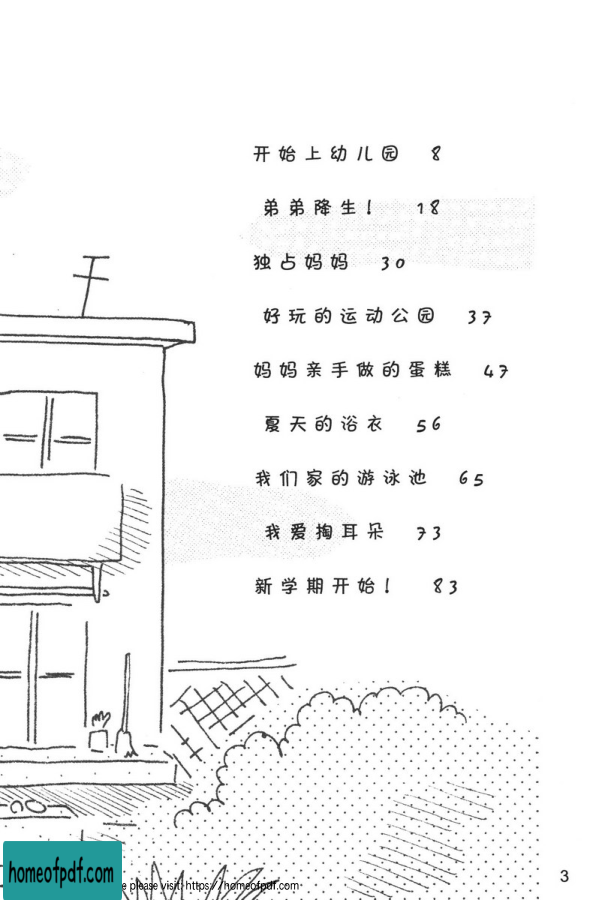 开始上幼儿园 8
弟弟降生！ 18
独占妈妈 30
好玩的运动公园 37
妈妈亲手做的蛋糕 47
夏天的浴衣 56
我们家的游泳池 65
我爱掏耳朵 73
新学期开始！ 83
homeofpdf.com
e please visit: https://homeofpdf.com
3